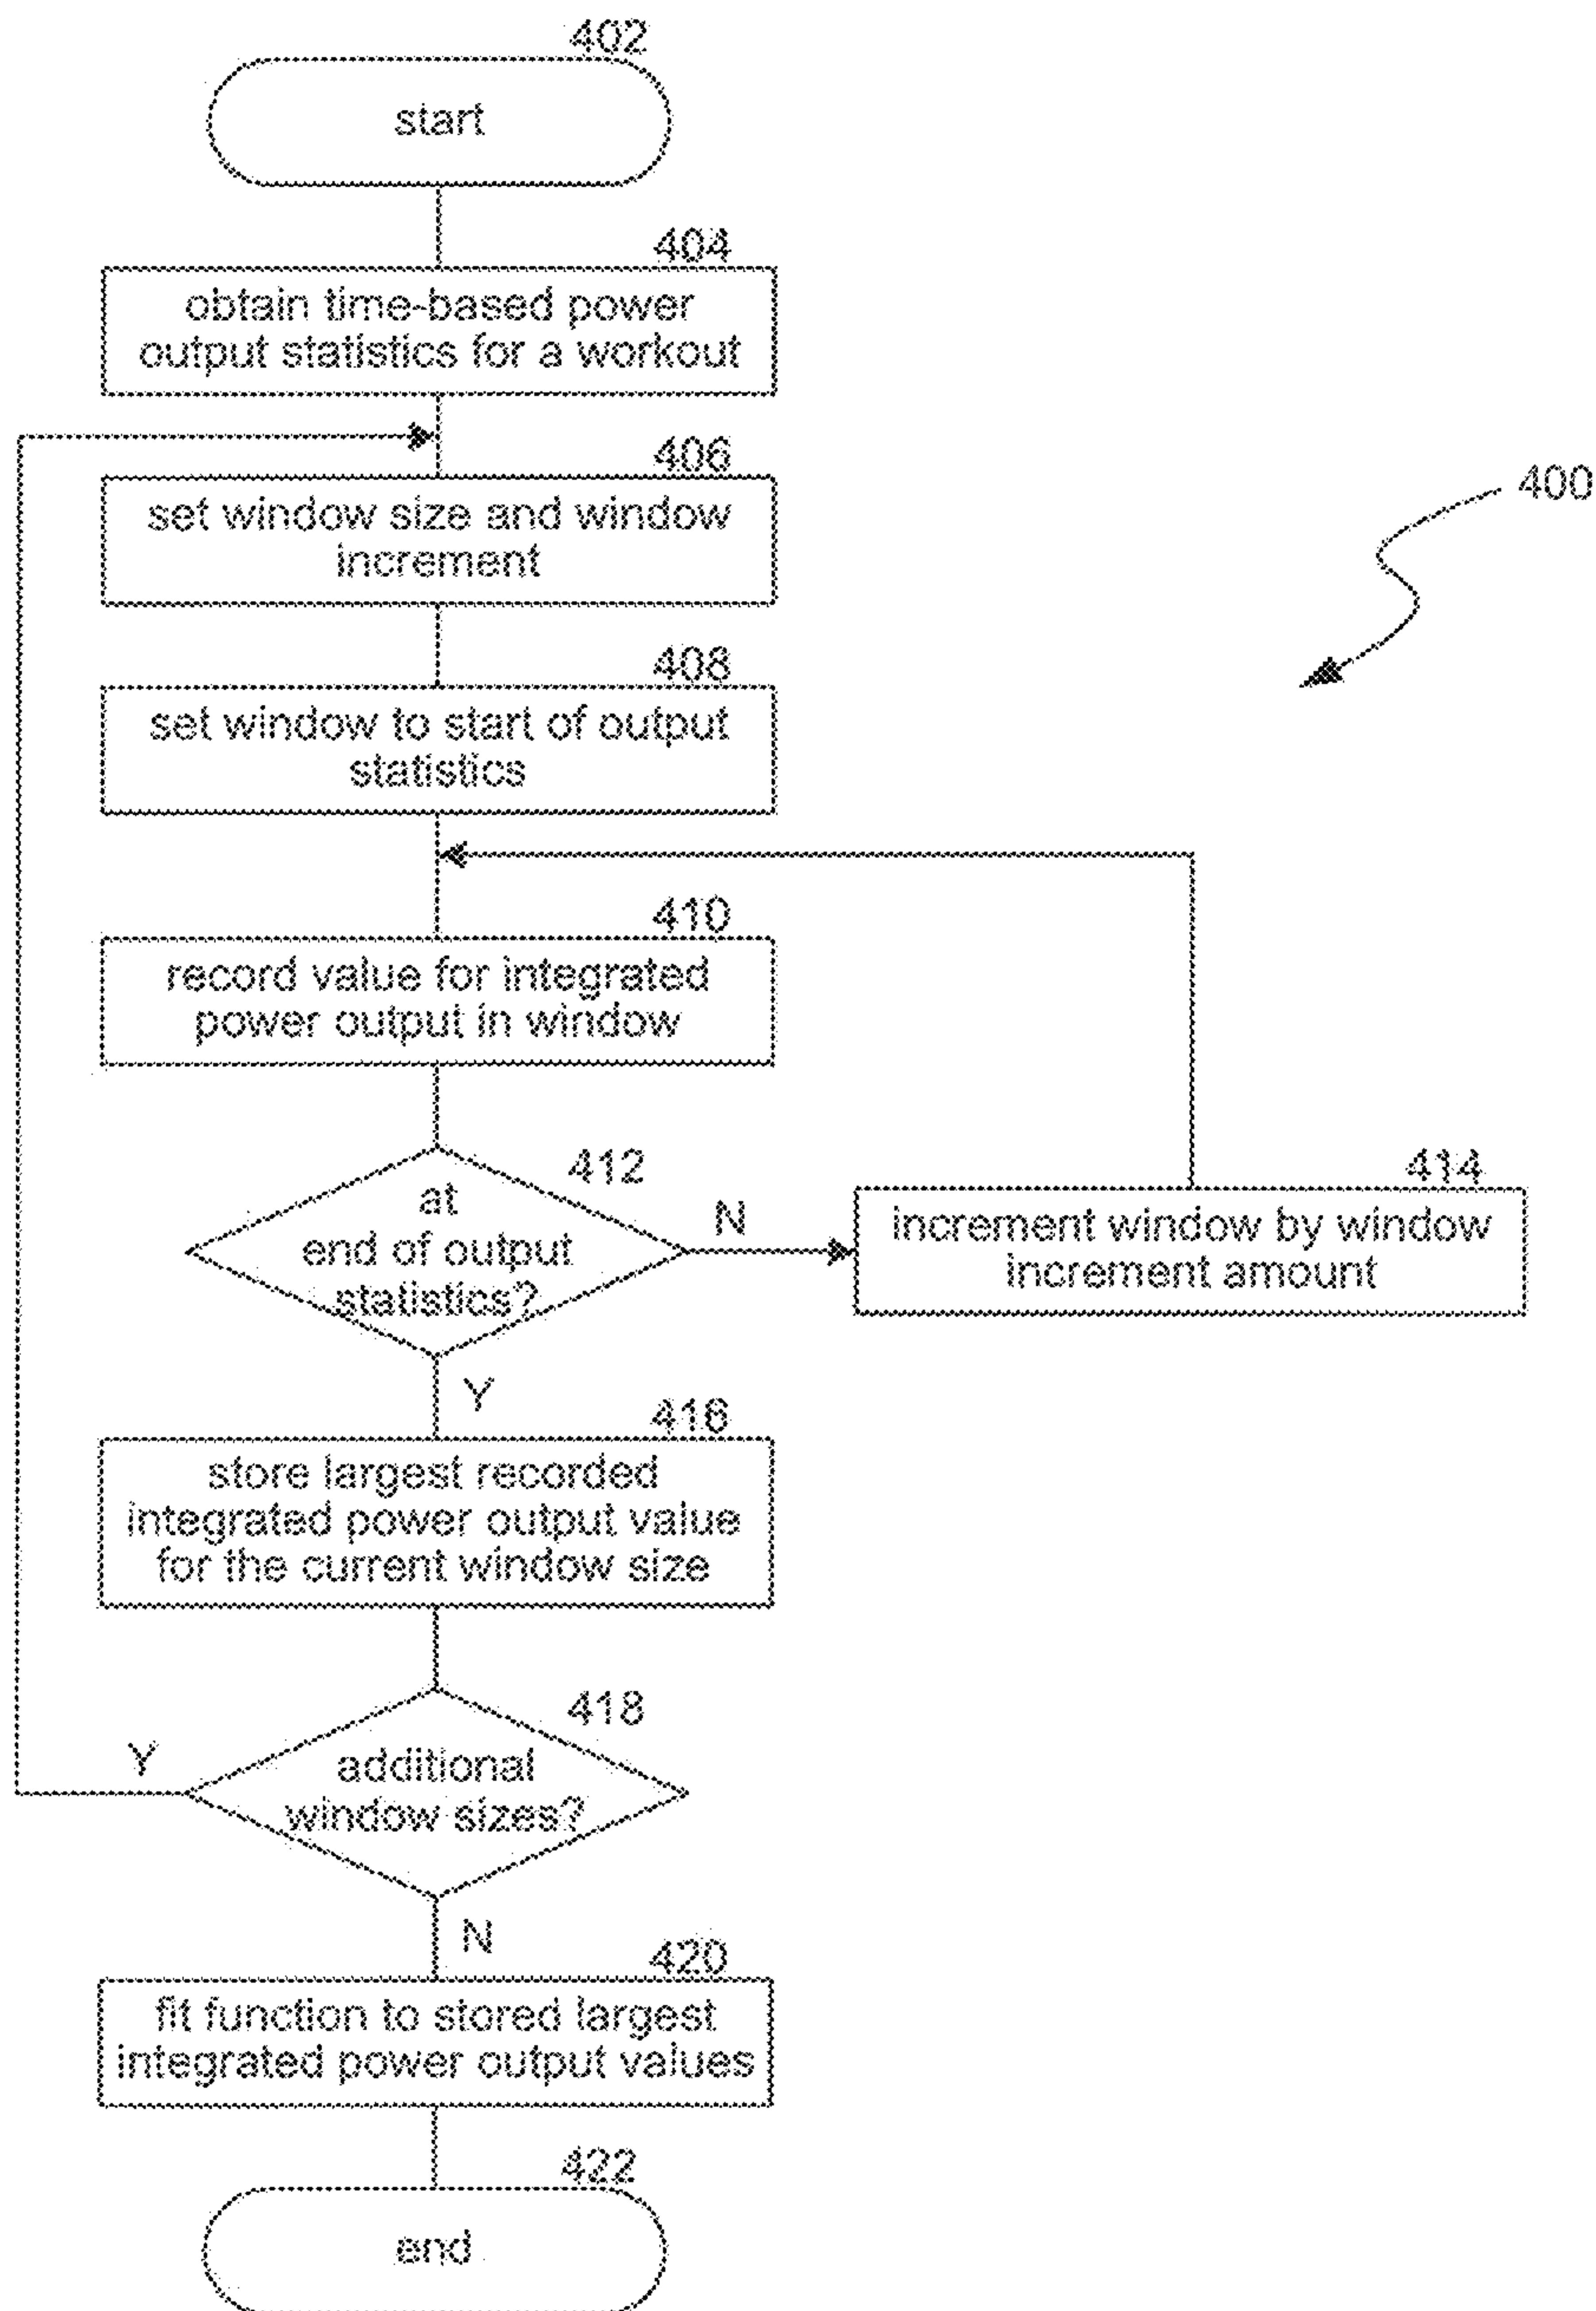 402
start
404
obtain time-based power
output statistics for a workout
406
set window size and window
increment
400
408
set window to start of output
statistics
410
record value for integrated
power output in window
412
at
end of output
statistics?
N
414
increment window by window
increment amount
Y
416
store largest recorded
integrated power output value
for the current window size
418
additional
window sizes?
Y
N
420
fit function to stored largest
integrated power output values
422
end